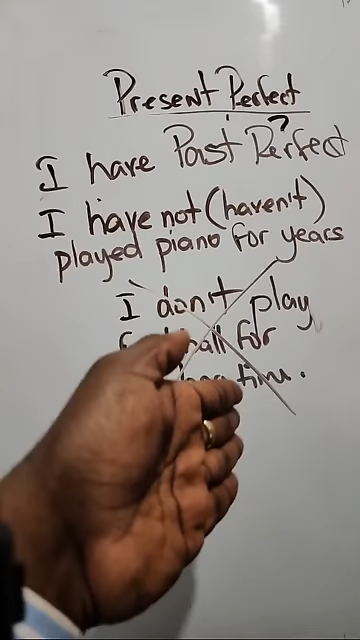 Present Perfect
?
I have Past Perfect
I have not (haven't)
played piano for years
I don't play
for
time.